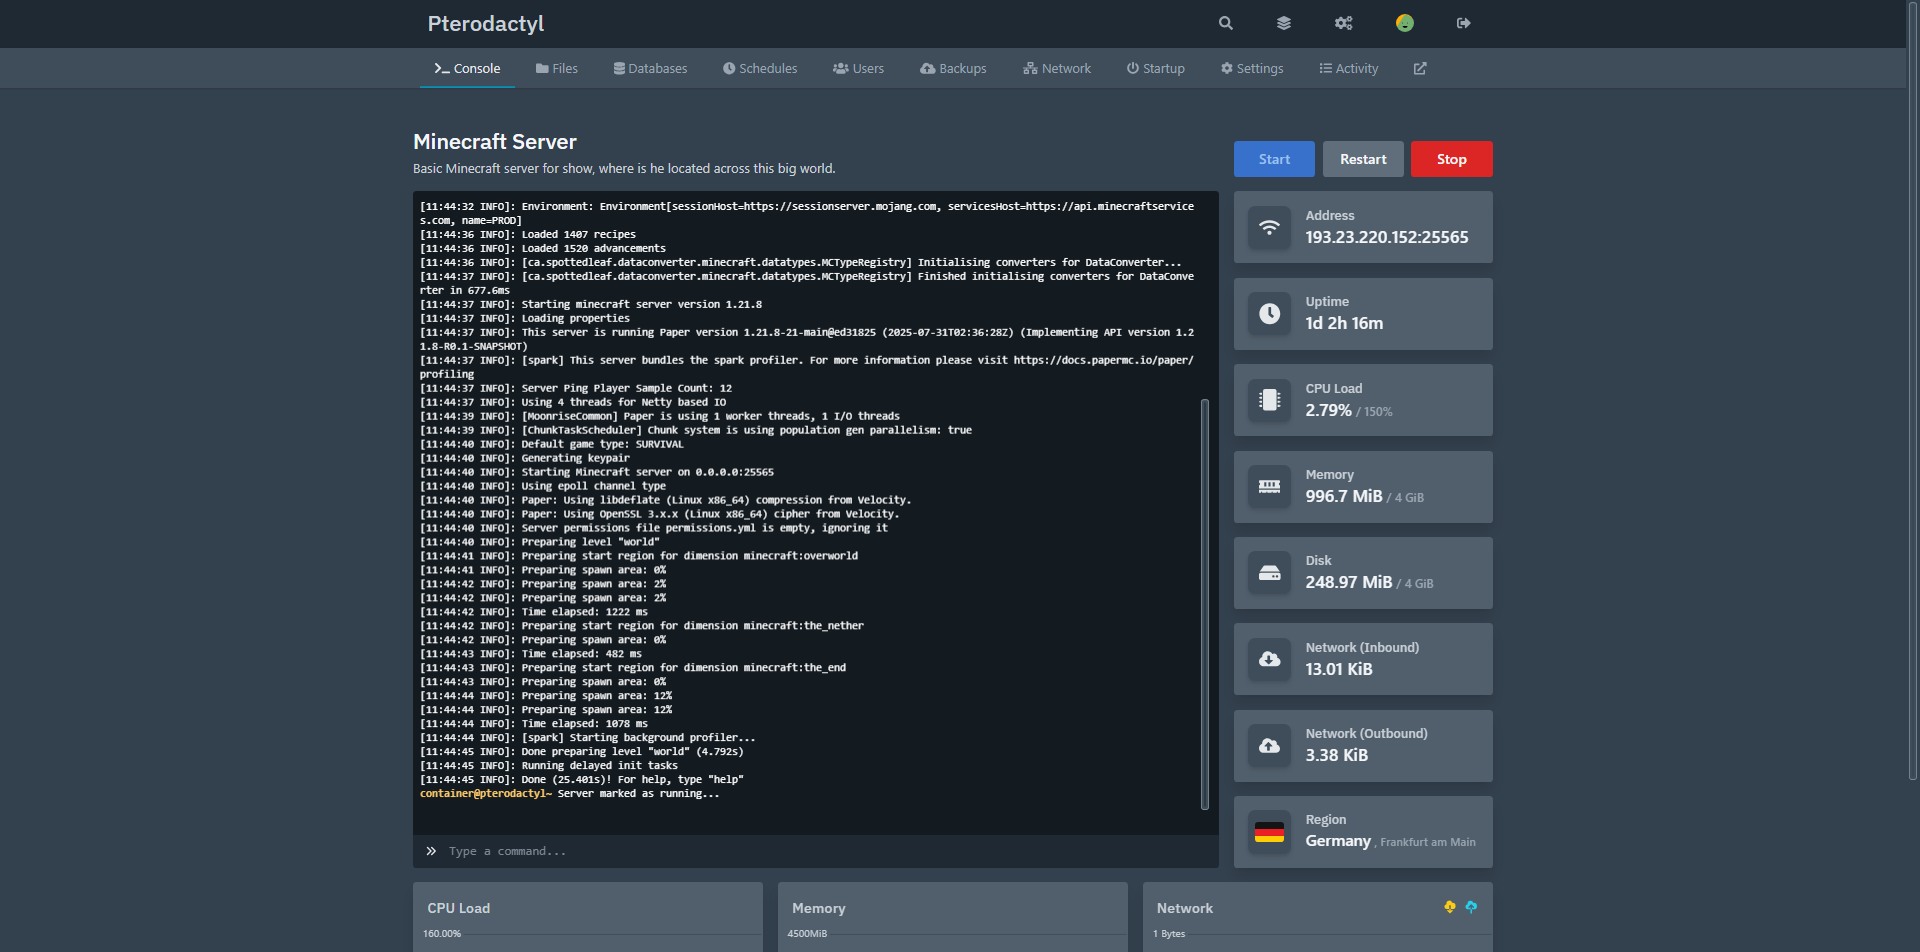 Pterodactyl
Console Files Databases Schedules Users Backups Network Startup Settings Activity
Minecraft Server
Basic Minecraft server for show, where is he located across this big world.
Start Restart Stop
[11:44:32 INFO]: Environment: Environment[sessionHost=https://sessionserver.mojang.com, servicesHost=https://api.minecraftservice
s.com, name=PROD]
[11:44:36 INFO]: Loaded 1407 recipes
[11:44:36 INFO]: Loaded 1520 advancements
[11:44:36 INFO]: [ca.spottedleaf.dataconverter.minecraft.datatypes.MCTypeRegistry] Initialising converters for DataConverter...
[11:44:37 INFO]: [ca.spottedleaf.dataconverter.minecraft.datatypes.MCTypeRegistry] Finished initialising converters for DataConve
rter in 677.6ms
[11:44:37 INFO]: Starting minecraft server version 1.21.8
[11:44:37 INFO]: Loading properties
[11:44:37 INFO]: This server is running Paper version 1.21.8-21-main@ed31825 (2025-07-31T02:36:28Z) (Implementing API version 1.2
1.8-R0.1-SNAPSHOT)
[11:44:37 INFO]: [spark] This server bundles the spark profiler. For more information please visit https://docs.papermc.io/paper/
profiling
[11:44:37 INFO]: Server Ping Player Sample Count: 12
[11:44:37 INFO]: Using 4 threads for Netty based IO
[11:44:39 INFO]: [MoonriseCommon] Paper is using 1 worker threads, 1 I/O threads
[11:44:39 INFO]: [ChunkTaskScheduler] Chunk system is using population gen parallelism: true
[11:44:40 INFO]: Default game type: SURVIVAL
[11:44:40 INFO]: Generating keypair
[11:44:40 INFO]: Starting Minecraft server on 0.0.0.0:25565
[11:44:40 INFO]: Using epoll channel type
[11:44:40 INFO]: Paper: Using libdeflate (Linux x86_64) compression from Velocity.
[11:44:40 INFO]: Paper: Using OpenSSL 3.x.x (Linux x86_64) cipher from Velocity.
[11:44:40 INFO]: Server permissions file permissions.yml is empty, ignoring it
[11:44:40 INFO]: Preparing level "world"
[11:44:41 INFO]: Preparing start region for dimension minecraft:overworld
[11:44:41 INFO]: Preparing spawn area: 0%
[11:44:42 INFO]: Preparing spawn area: 2%
[11:44:42 INFO]: Preparing spawn area: 2%
[11:44:42 INFO]: Time elapsed: 1222 ms
[11:44:42 INFO]: Preparing start region for dimension minecraft:the_nether
[11:44:42 INFO]: Preparing spawn area: 0%
[11:44:43 INFO]: Time elapsed: 482 ms
[11:44:43 INFO]: Preparing start region for dimension minecraft:the_end
[11:44:43 INFO]: Preparing spawn area: 0%
[11:44:44 INFO]: Preparing spawn area: 12%
[11:44:44 INFO]: Preparing spawn area: 12%
[11:44:44 INFO]: Time elapsed: 1078 ms
[11:44:44 INFO]: [spark] Starting background profiler...
[11:44:45 INFO]: Done preparing level "world" (4.792s)
[11:44:45 INFO]: Running delayed init tasks
[11:44:45 INFO]: Done (25.401s)! For help, type "help"
container@pterodactyl~ Server marked as running...
Type a command...
Address
193.23.220.152:25565
Uptime
1d 2h 16m
CPU Load
2.79% / 150%
Memory
996.7 MiB / 4 GiB
Disk
248.97 MiB / 4 GiB
Network (Inbound)
13.01 KiB
Network (Outbound)
3.38 KiB
Region
Germany , Frankfurt am Main
CPU Load
160.00%
Memory
4500MiB
Network
1 Bytes